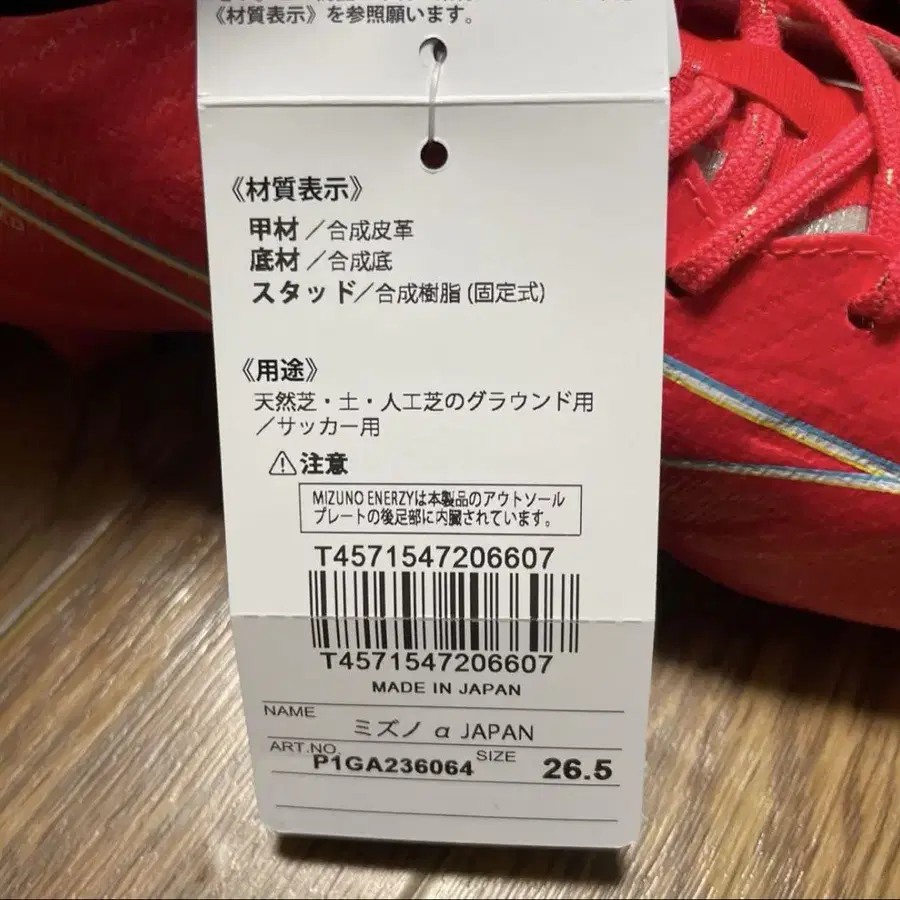 《材質表示》を参照願います。
《材質表示》
甲材／合成皮革
底材／合成底
スタッド／合成樹脂(固定式)
《用途》
天然芝・土・人工芝のグラウンド用
／サッカー用
⚠注意
MIZUNO ENERZYは本製品のアウトソール
プレートの後足部に内臓されています。
T4571547206607
T4571547206607
MADE IN JAPAN
NAME
ミズノ α JAPAN
ART.NO.
P1GA236064
SIZE
26.5